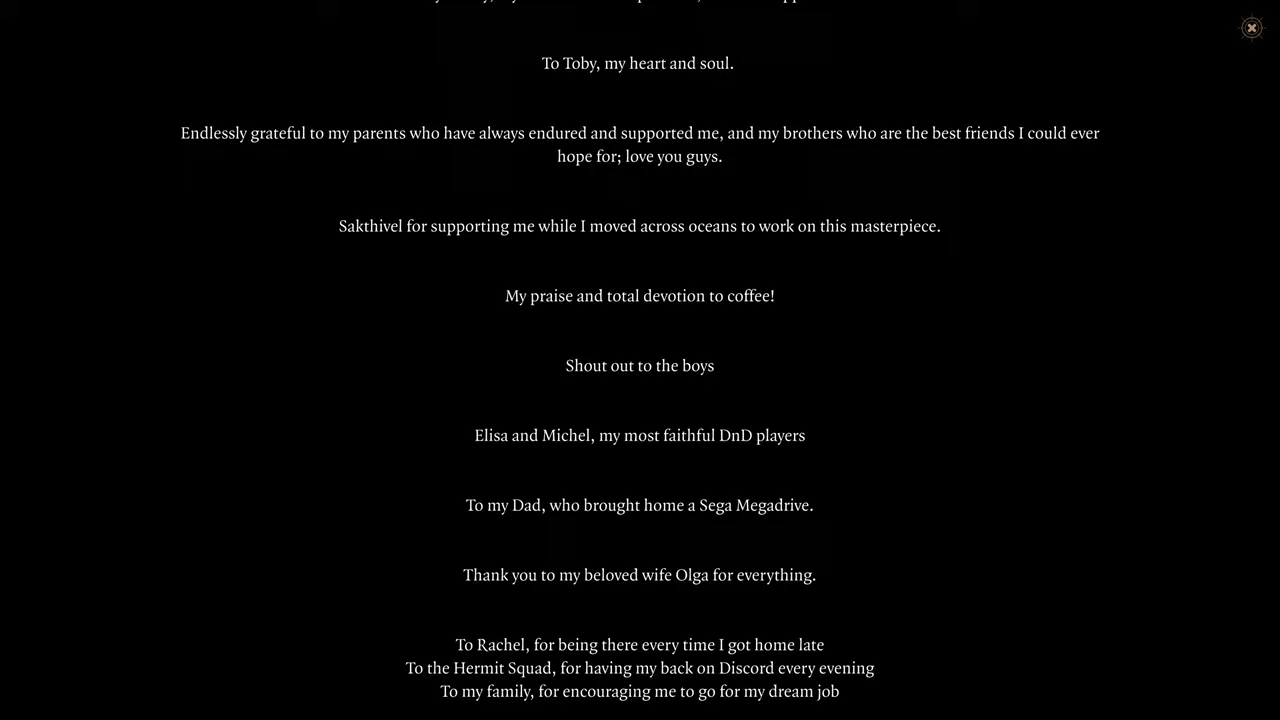 To Toby, my heart and soul.
Endlessly grateful to my parents who have always endured and supported me, and my brothers who are the best friends I could ever
hope for; love you guys.
Sakthivel for supporting me while I moved across oceans to work on this masterpiece.
My praise and total devotion to coffee!
Shout out to the boys
Elisa and Michel, my most faithful DnD players
To my Dad, who brought home a Sega Megadrive.
Thank you to my beloved wife Olga for everything.
To Rachel, for being there every time I got home late
To the Hermit Squad, for having my back on Discord every evening
To my family, for encouraging me to go for my dream job